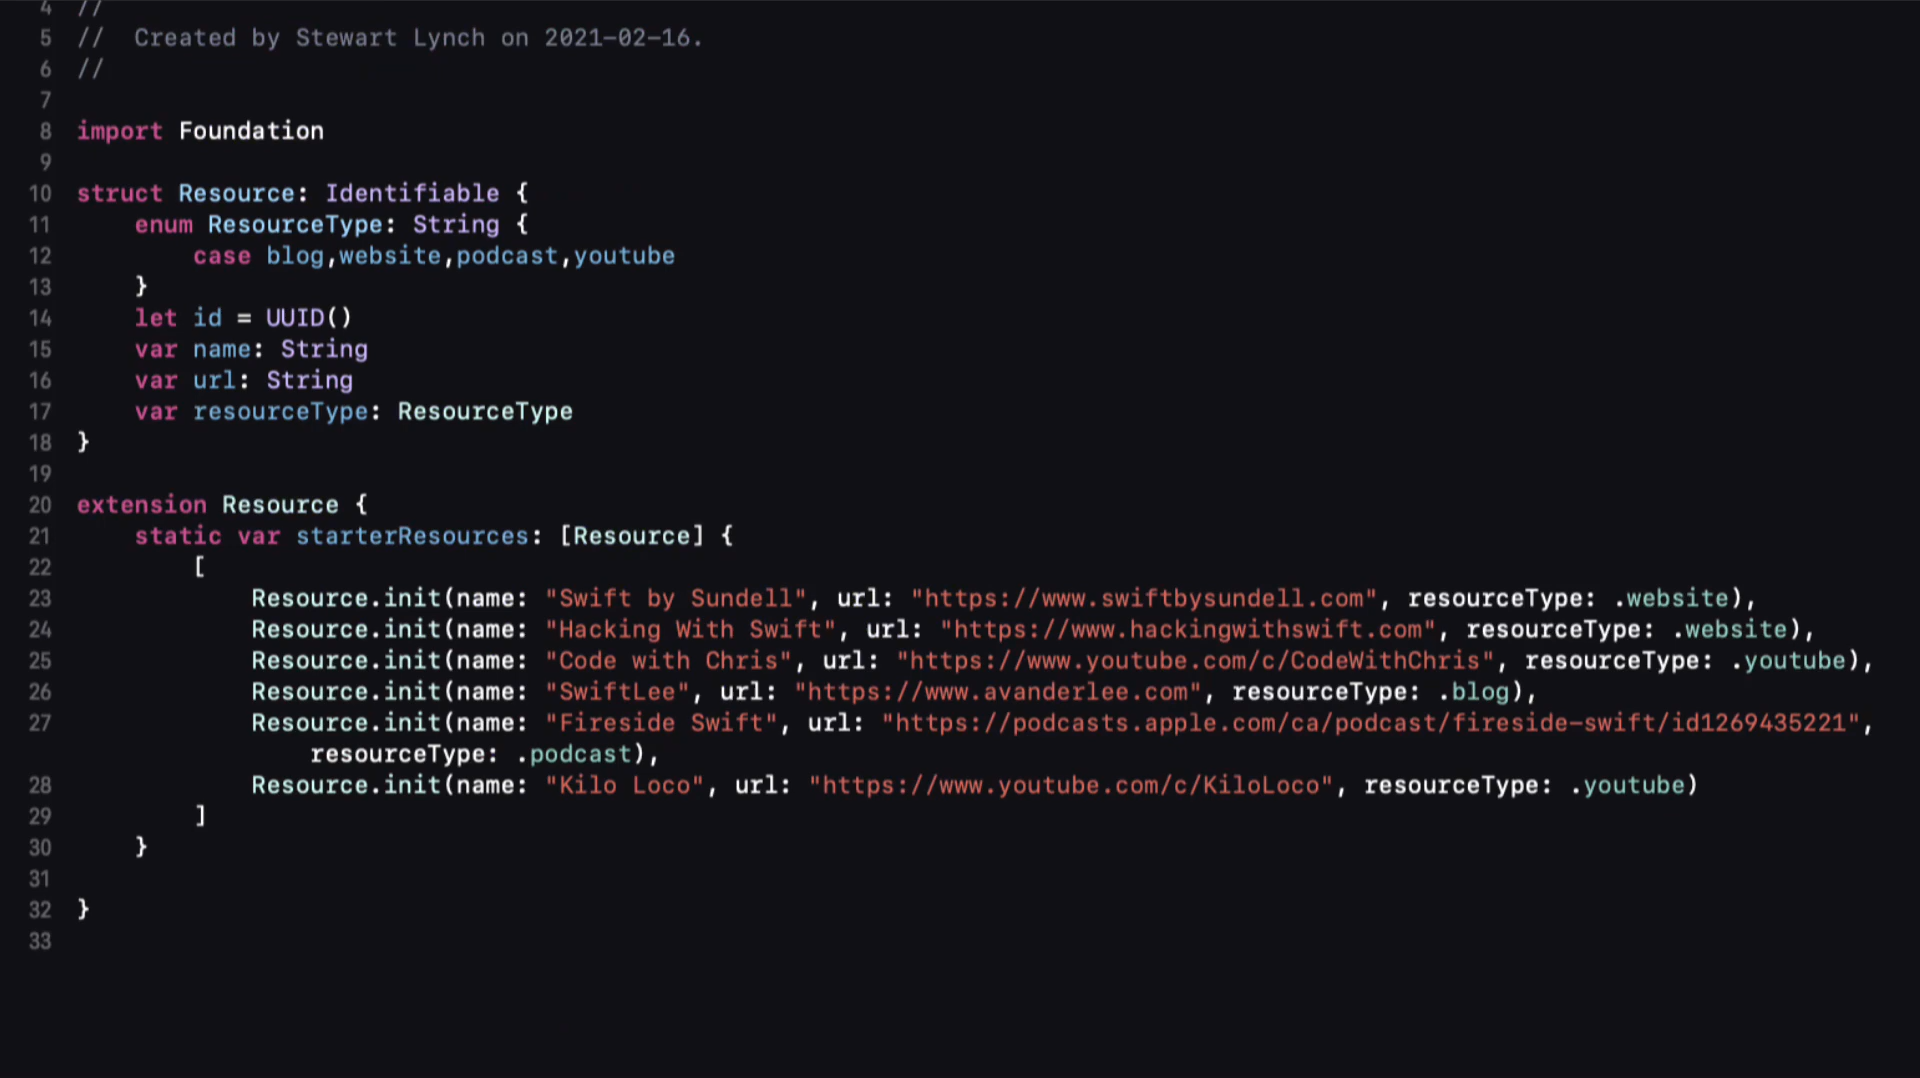 4 //
5 //  Created by Stewart Lynch on 2021-02-16.
6 //
7
8 import Foundation
9
10 struct Resource: Identifiable {
11     enum ResourceType: String {
12         case blog,website,podcast,youtube
13     }
14     let id = UUID()
15     var name: String
16     var url: String
17     var resourceType: ResourceType
18 }
19
20 extension Resource {
21     static var starterResources: [Resource] {
22         [
23             Resource.init(name: "Swift by Sundell", url: "https://www.swiftbysundell.com", resourceType: .website),
24             Resource.init(name: "Hacking With Swift", url: "https://www.hackingwithswift.com", resourceType: .website),
25             Resource.init(name: "Code with Chris", url: "https://www.youtube.com/c/CodeWithChris", resourceType: .youtube),
26             Resource.init(name: "SwiftLee", url: "https://www.avanderlee.com", resourceType: .blog),
27             Resource.init(name: "Fireside Swift", url: "https://podcasts.apple.com/ca/podcast/fireside-swift/id1269435221",
                resourceType: .podcast),
28             Resource.init(name: "Kilo Loco", url: "https://www.youtube.com/c/KiloLoco", resourceType: .youtube)
29         ]
30     }
31
32 }
33